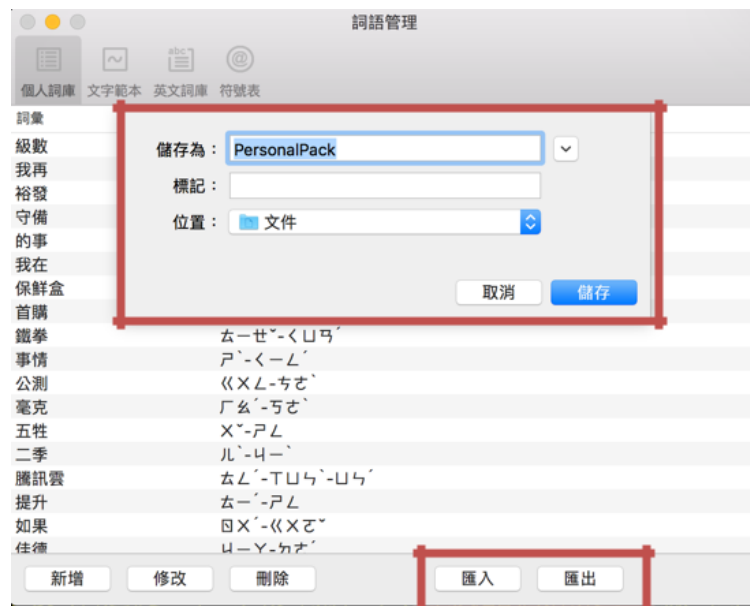 詞語管理
個人詞庫 文字範本 英文詞庫 符號表
詞彙
儲存為： PersonalPack
標記：
位置： 文件
取消 儲存
級數
我再
裕發
守備
的事
我在
保鮮盒
首購
鐵拳 ㄊㄧㄝˇ-ㄑㄩㄢˊ
事情 ㄕˋ-ㄑㄧㄥˊ
公測 ㄍㄨㄥ-ㄘㄜˋ
毫克 ㄏㄠˊ-ㄎㄜˋ
五牲 ㄨˇ-ㄕㄥ
二季 ㄦˋ-ㄐㄧˋ
騰訊雲 ㄊㄥˊ-ㄒㄩㄣˋ-ㄩㄣˊ
提升 ㄊㄧˊ-ㄕㄥ
如果 ㄖㄨˊ-ㄍㄨㄛˇ
佳德 ㄐㄧㄚ-ㄉㄜˊ
新增 修改 刪除 匯入 匯出